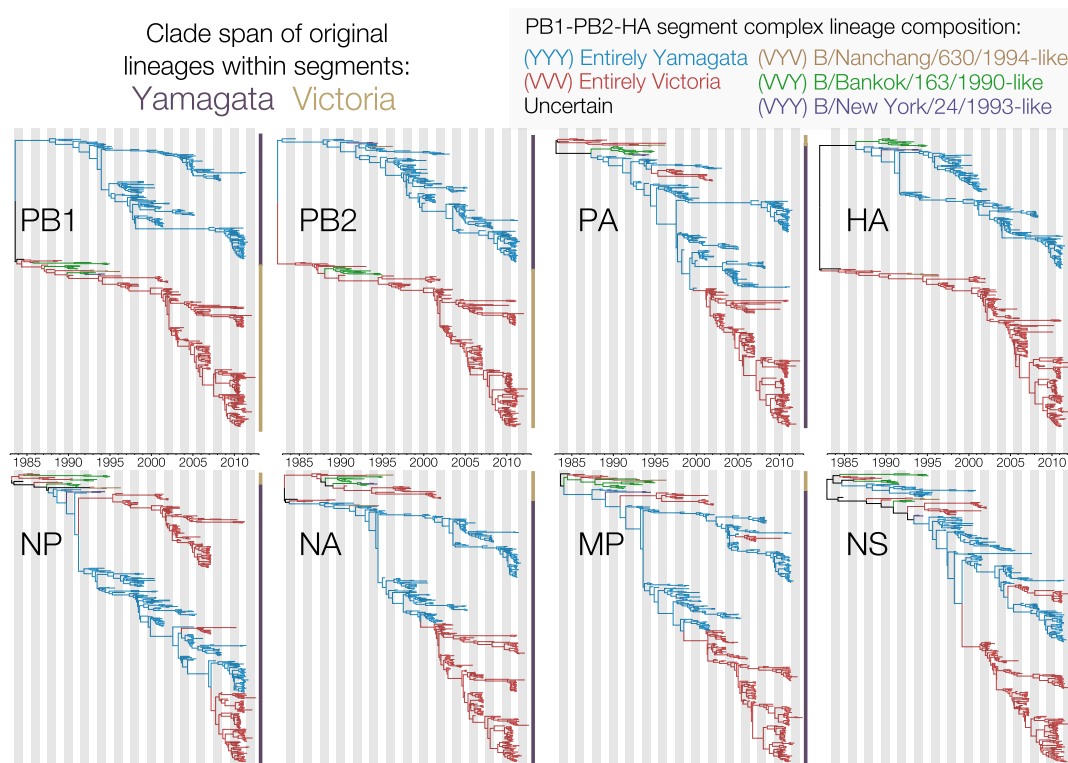 Clade span of original
lineages within segments:
Yamagata Victoria
PB1-PB2-HA segment complex lineage composition:
(YYY) Entirely Yamagata (VYV) B/Nanchang/630/1994-like
(VVV) Entirely Victoria (VVY) B/Bankok/163/1990-like
Uncertain (VYY) B/New York/24/1993-like
PB1 PB2 PA HA
1985 1990 1995 2000 2005 2010 1985 1990 1995 2000 2005 2010 1985 1990 1995 2000 2005 2010 1985 1990 1995 2000 2005 2010
NP NA MP NS